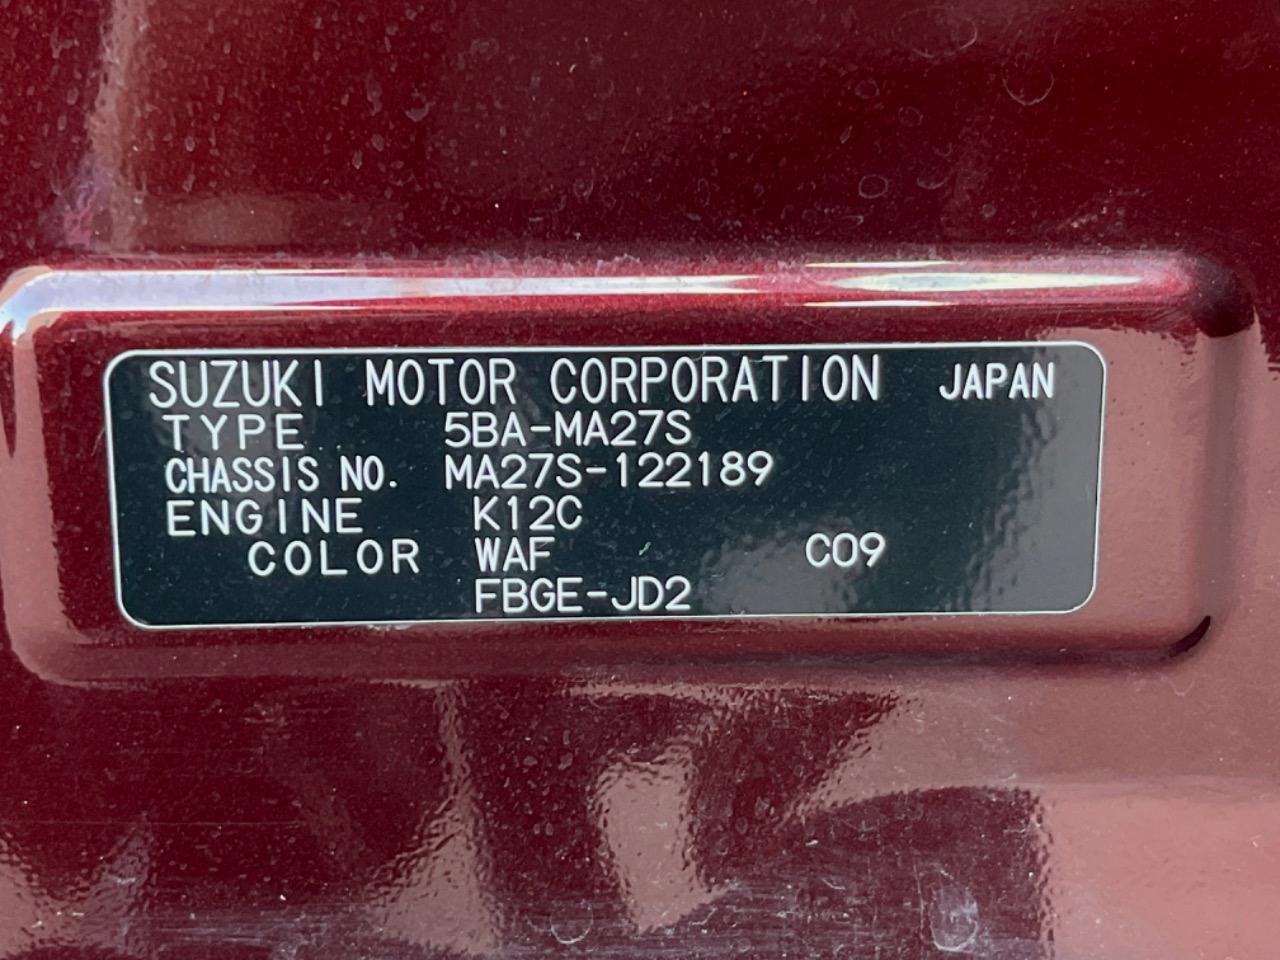 SUZUKI MOTOR CORPORATION JAPAN
TYPE 5BA-MA27S
CHASSIS NO. MA27S-122189
ENGINE K12C
COLOR WAF C09
FBGE-JD2